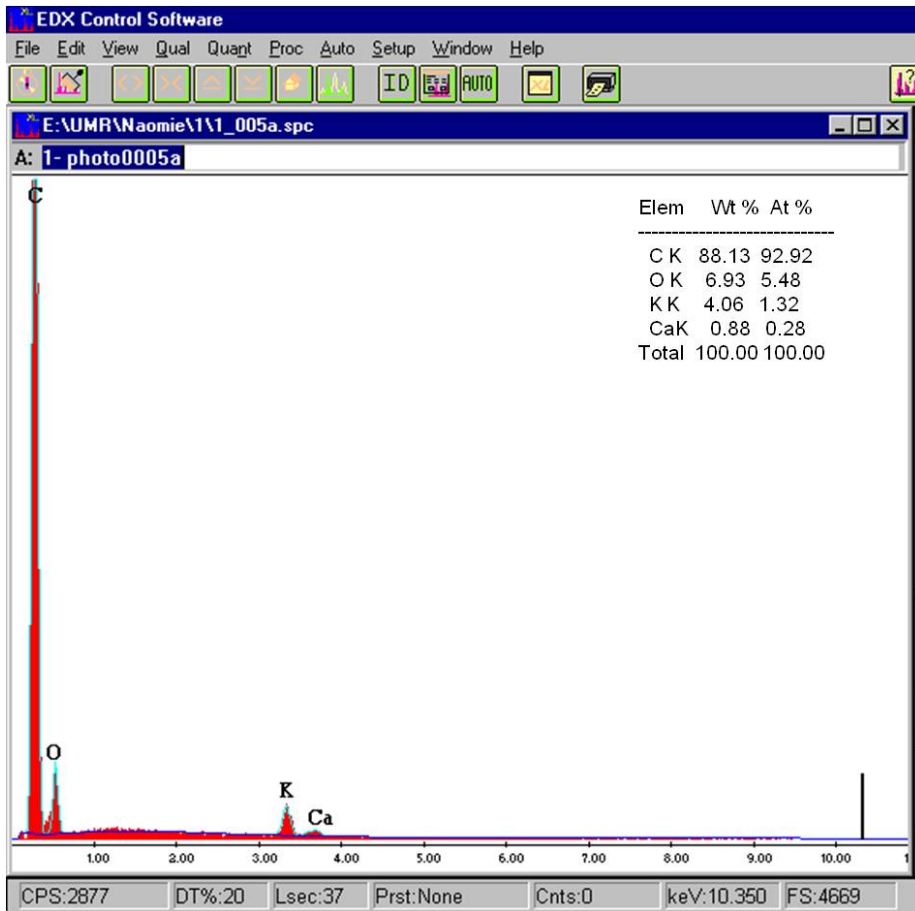 EDX Control Software
File Edit View Qual Quant Proc Auto Setup Window Help
ID AUTO
E:\UMR\Naomie\1\1_005a.spc
A: 1- photo0005a
C
Elem Wt % At %
-----------------------------
C K 88.13 92.92
O K 6.93 5.48
K K 4.06 1.32
CaK 0.88 0.28
Total 100.00 100.00
O
K
Ca
1.00 2.00 3.00 4.00 5.00 6.00 7.00 8.00 9.00 10.00
CPS:2877 DT%:20 Lsec:37 Prst:None Cnts:0 keV:10.350 FS:4669